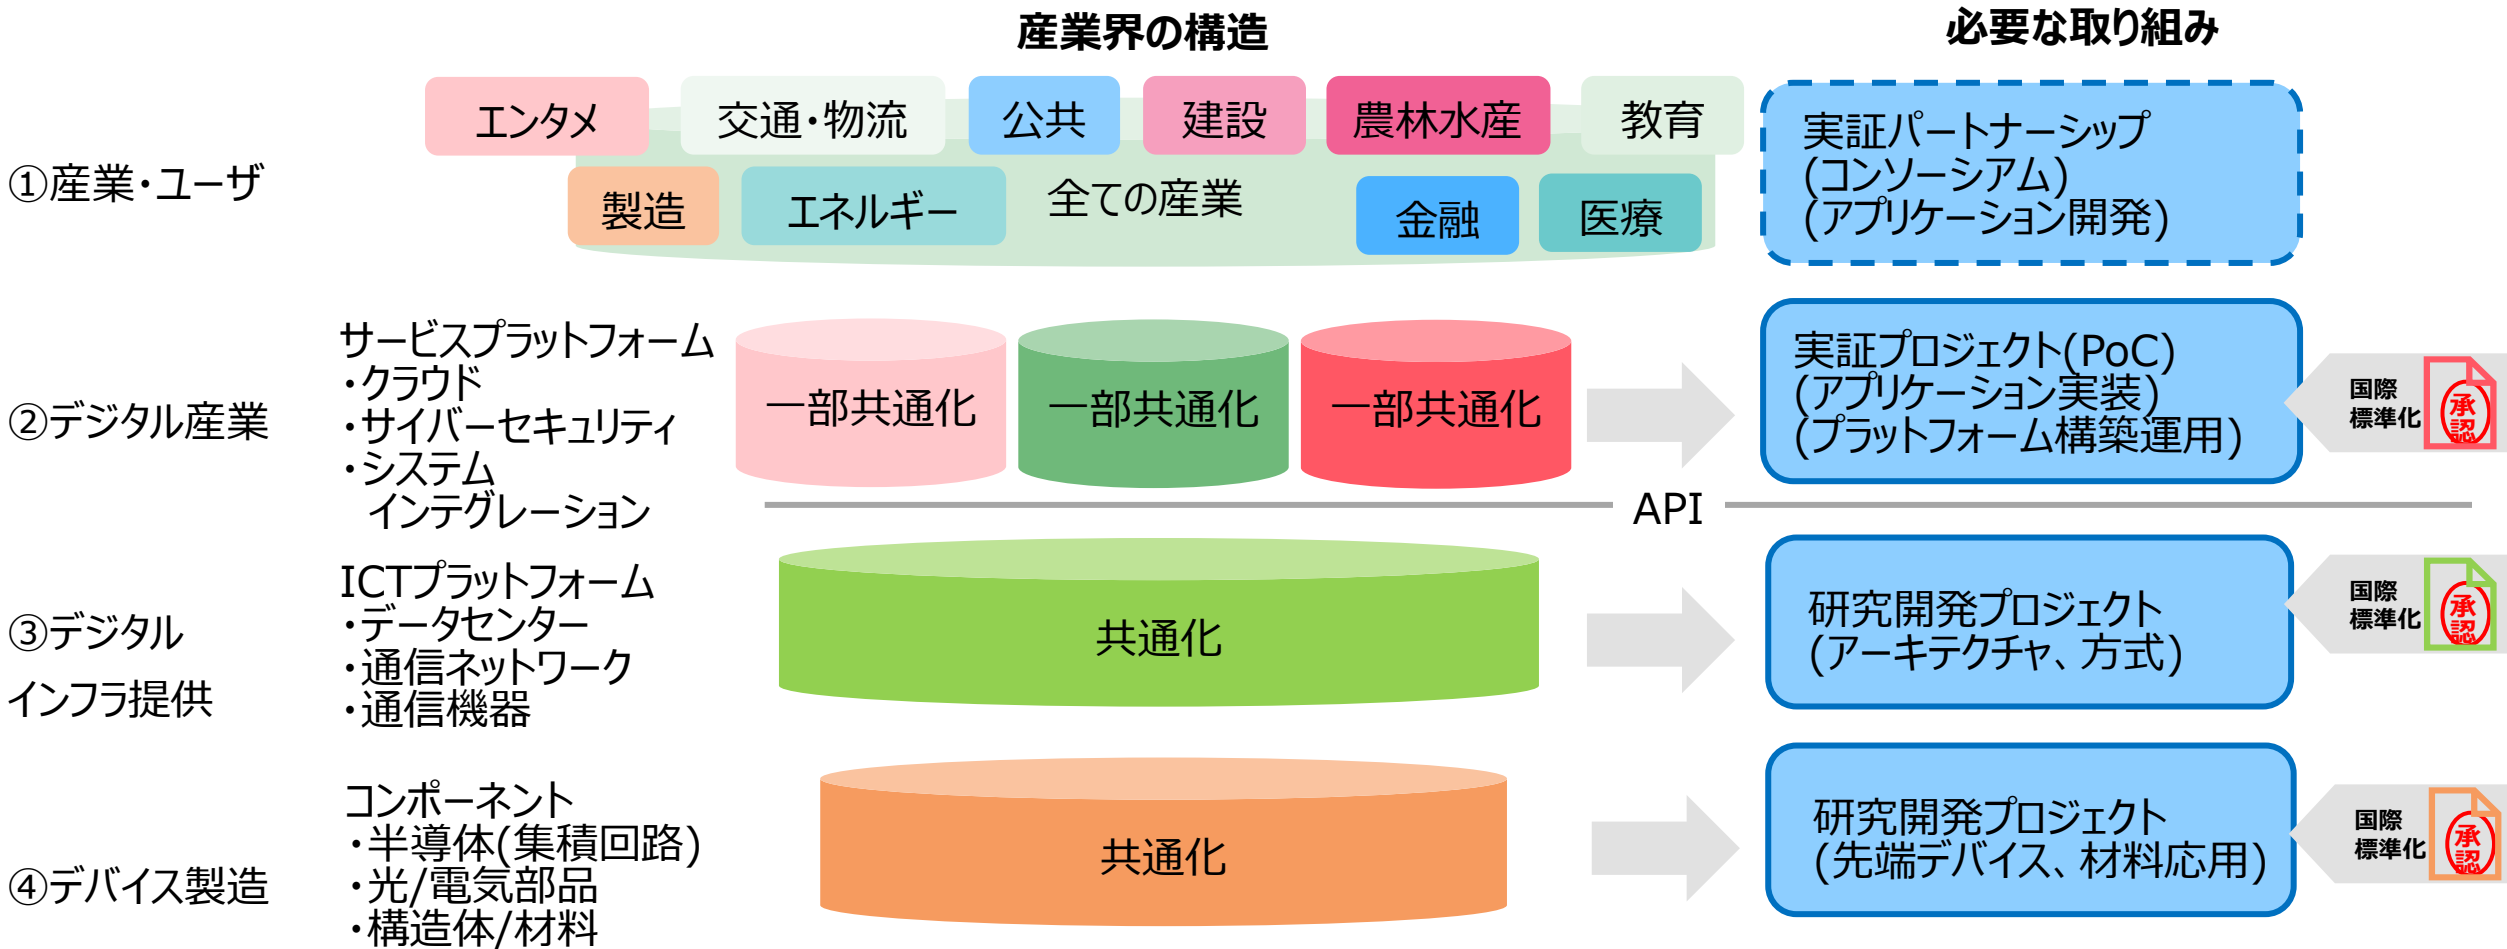 産業界の構造
必要な取り組み
エンタメ
交通・物流
公共
建設
農林水産
教育
①産業・ユーザ
製造
エネルギー
全ての産業
金融
医療
実証パートナーシップ
(コンソーシアム)
(アプリケーション開発)
②デジタル産業
サービスプラットフォーム
・クラウド
・サイバーセキュリティ
・システム
インテグレーション
一部共通化
一部共通化
一部共通化
実証プロジェクト(PoC)
(アプリケーション実装)
(プラットフォーム構築運用)
国際
標準化
承
認
API
③デジタル
インフラ提供
ICTプラットフォーム
・データセンター
・通信ネットワーク
・通信機器
共通化
研究開発プロジェクト
(アーキテクチャ、方式)
国際
標準化
承
認
④デバイス製造
コンポーネント
・半導体(集積回路)
・光/電気部品
・構造体/材料
共通化
研究開発プロジェクト
(先端デバイス、材料応用)
国際
標準化
承
認